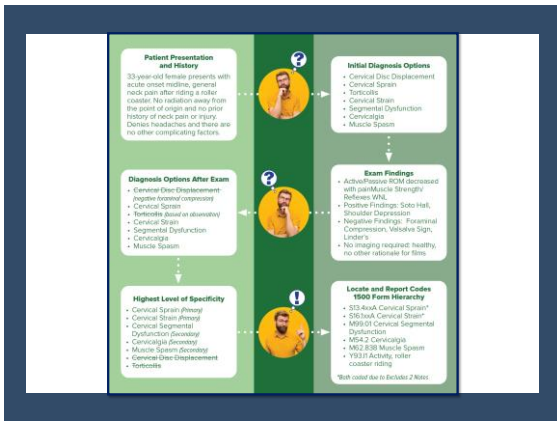 Patient Presentation
and History
33-year-old female presents with
acute onset midline, general
neck pain after riding a roller
coaster. No radiation away from
the point of origin and no prior
history of neck pain or injury.
Denies headaches and there are
no other complicating factors.
?
Initial Diagnosis Options
• Cervical Disc Displacement
• Cervical Sprain
• Torticollis
• Cervical Strain
• Segmental Dysfunction
• Cervicalgia
• Muscle Spasm
Diagnosis Options After Exam
• Cervical Disc Displacement
(negative foraminal compression)
• Cervical Sprain
• Torticollis (based on observation)
• Cervical Strain
• Segmental Dysfunction
• Cervicalgia
• Muscle Spasm
?
Exam Findings
• Active/Passive ROM decreased
with painMuscle Strength/
Reflexes WNL
• Positive Findings: Soto Hall,
Shoulder Depression
• Negative Findings: Foraminal
Compression, Valsalva Sign,
Linder's
• No imaging required: healthy,
no other rationale for films
Highest Level of Specificity
• Cervical Sprain (Primary)
• Cervical Strain (Primary)
• Cervical Segmental
Dysfunction (Secondary)
• Cervicalgia (Secondary)
• Muscle Spasm (Secondary)
• Cervical Disc Displacement
• Torticollis
!
Locate and Report Codes
1500 Form Hierarchy
• S13.4xxA Cervical Sprain*
• S16.1xxA Cervical Strain*
• M99.01 Cervical Segmental
Dysfunction
• M54.2 Cervicalgia
• M62.838 Muscle Spasm
• Y93.I1 Activity, roller
coaster riding
*Both coded due to Excludes 2 Notes